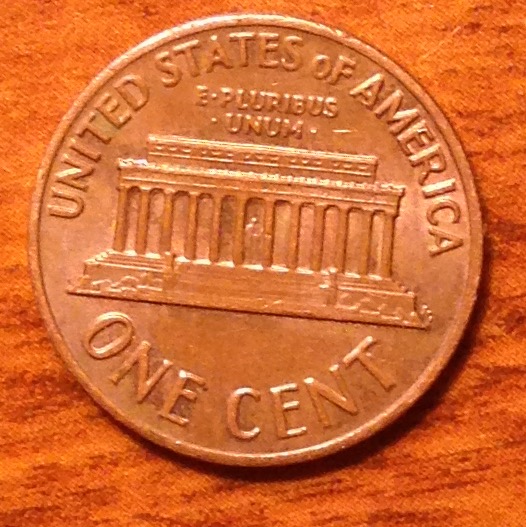 UNITED STATES OF AMERICA
E·PLURIBUS
·UNUM·
ONE CENT